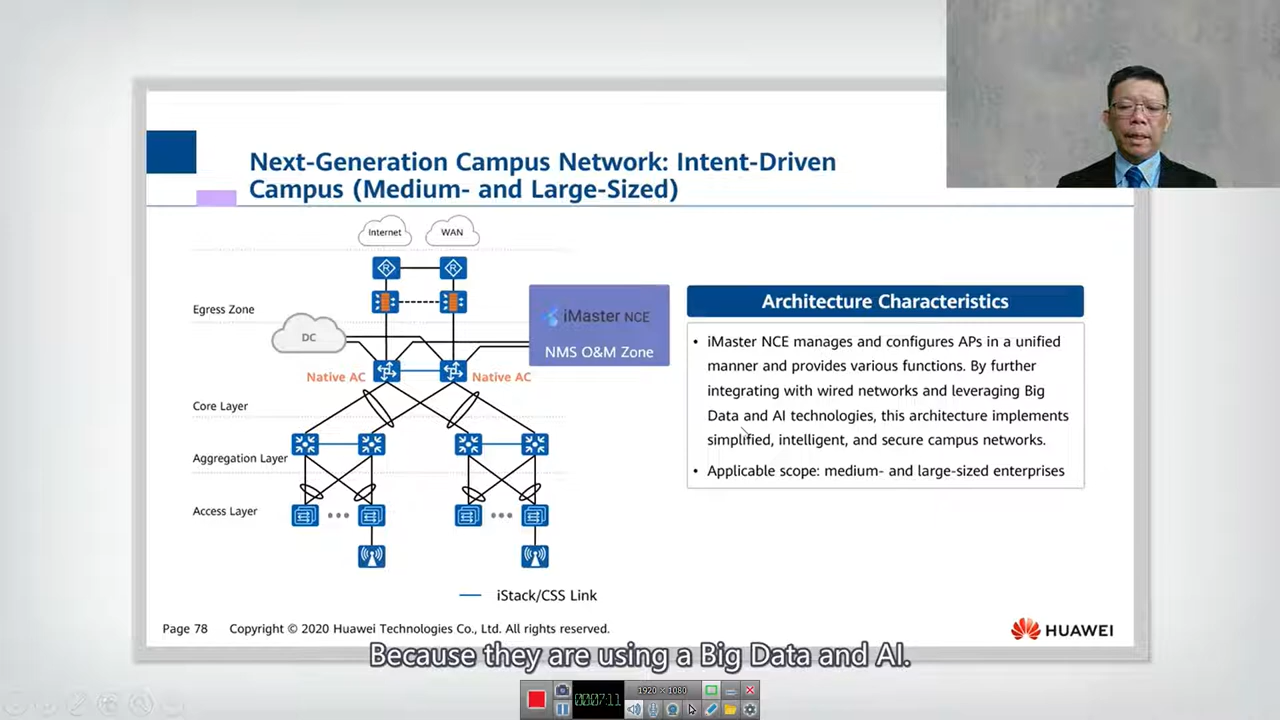 Next-Generation Campus Network: Intent-Driven
Campus (Medium- and Large-Sized)
Internet
WAN
Egress Zone
DC
iMaster NCE
NMS O&M Zone
Native AC
Native AC
Core Layer
Aggregation Layer
Access Layer
iStack/CSS Link
Architecture Characteristics
• iMaster NCE manages and configures APs in a unified
manner and provides various functions. By further
integrating with wired networks and leveraging Big
Data and AI technologies, this architecture implements
simplified, intelligent, and secure campus networks.
• Applicable scope: medium- and large-sized enterprises
Page 78 Copyright © 2020 Huawei Technologies Co., Ltd. All rights reserved.
HUAWEI
Because they are using a Big Data and AI.
1920 × 1080
000:07:11